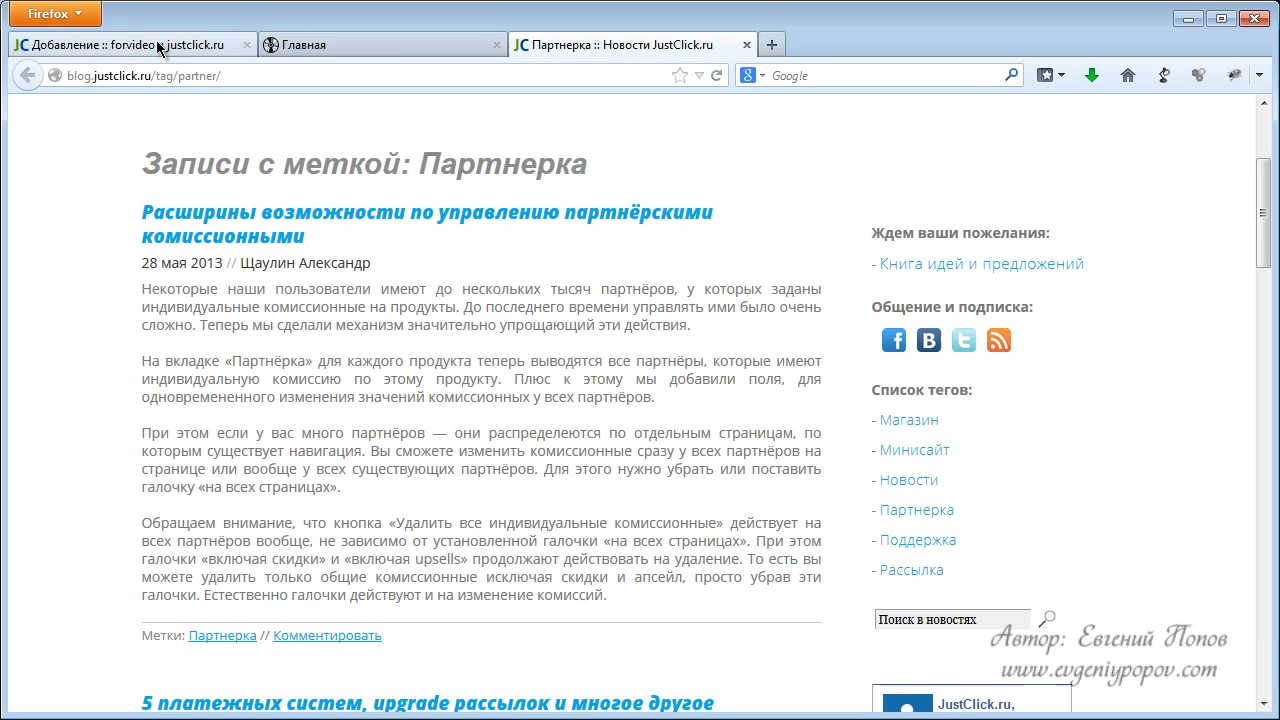 Firefox
Добавление :: forvideo.justclick.ru
Главная
Партнерка :: Новости JustClick.ru
blog.justclick.ru/tag/partner/
Google
Записи с меткой: Партнерка
Расширины возможности по управлению партнёрскими
комиссионными
28 мая 2013 // Щаулин Александр
Некоторые наши пользователи имеют до нескольких тысяч партнёров, у которых заданы
индивидуальные комиссионные на продукты. До последнего времени управлять ими было очень
сложно. Теперь мы сделали механизм значительно упрощающий эти действия.
На вкладке «Партнёрка» для каждого продукта теперь выводятся все партнёры, которые имеют
индивидуальную комиссию по этому продукту. Плюс к этому мы добавили поля, для
одновременного изменения значений комиссионных у всех партнёров.
При этом если у вас много партнёров — они распределеются по отдельным страницам, по
которым существует навигация. Вы сможете изменить комиссионные сразу у всех партнёров на
странице или вообще у всех существующих партнёров. Для этого нужно убрать или поставить
галочку «на всех страницах».
Обращаем внимание, что кнопка «Удалить все индивидуальные комиссионные» действует на
всех партнёров вообще, не зависимо от установленной галочки «на всех страницах». При этом
галочки «включая скидки» и «включая upsells» продолжают действовать на удаление. То есть вы
можете удалить только общие комиссионные исключая скидки и апсейл, просто убрав эти
галочки. Естественно галочки действуют и на изменение комиссий.
Метки: Партнерка // Комментировать
5 платежных систем, upgrade рассылок и многое другое
Ждем ваши пожелания:
- Книга идей и предложений
Общение и подписка:
Список тегов:
- Магазин
- Минисайт
- Новости
- Партнерка
- Поддержка
- Рассылка
Поиск в новостях
Автор: Евгений Попов
www.evgeniypopov.com
JustClick.ru,